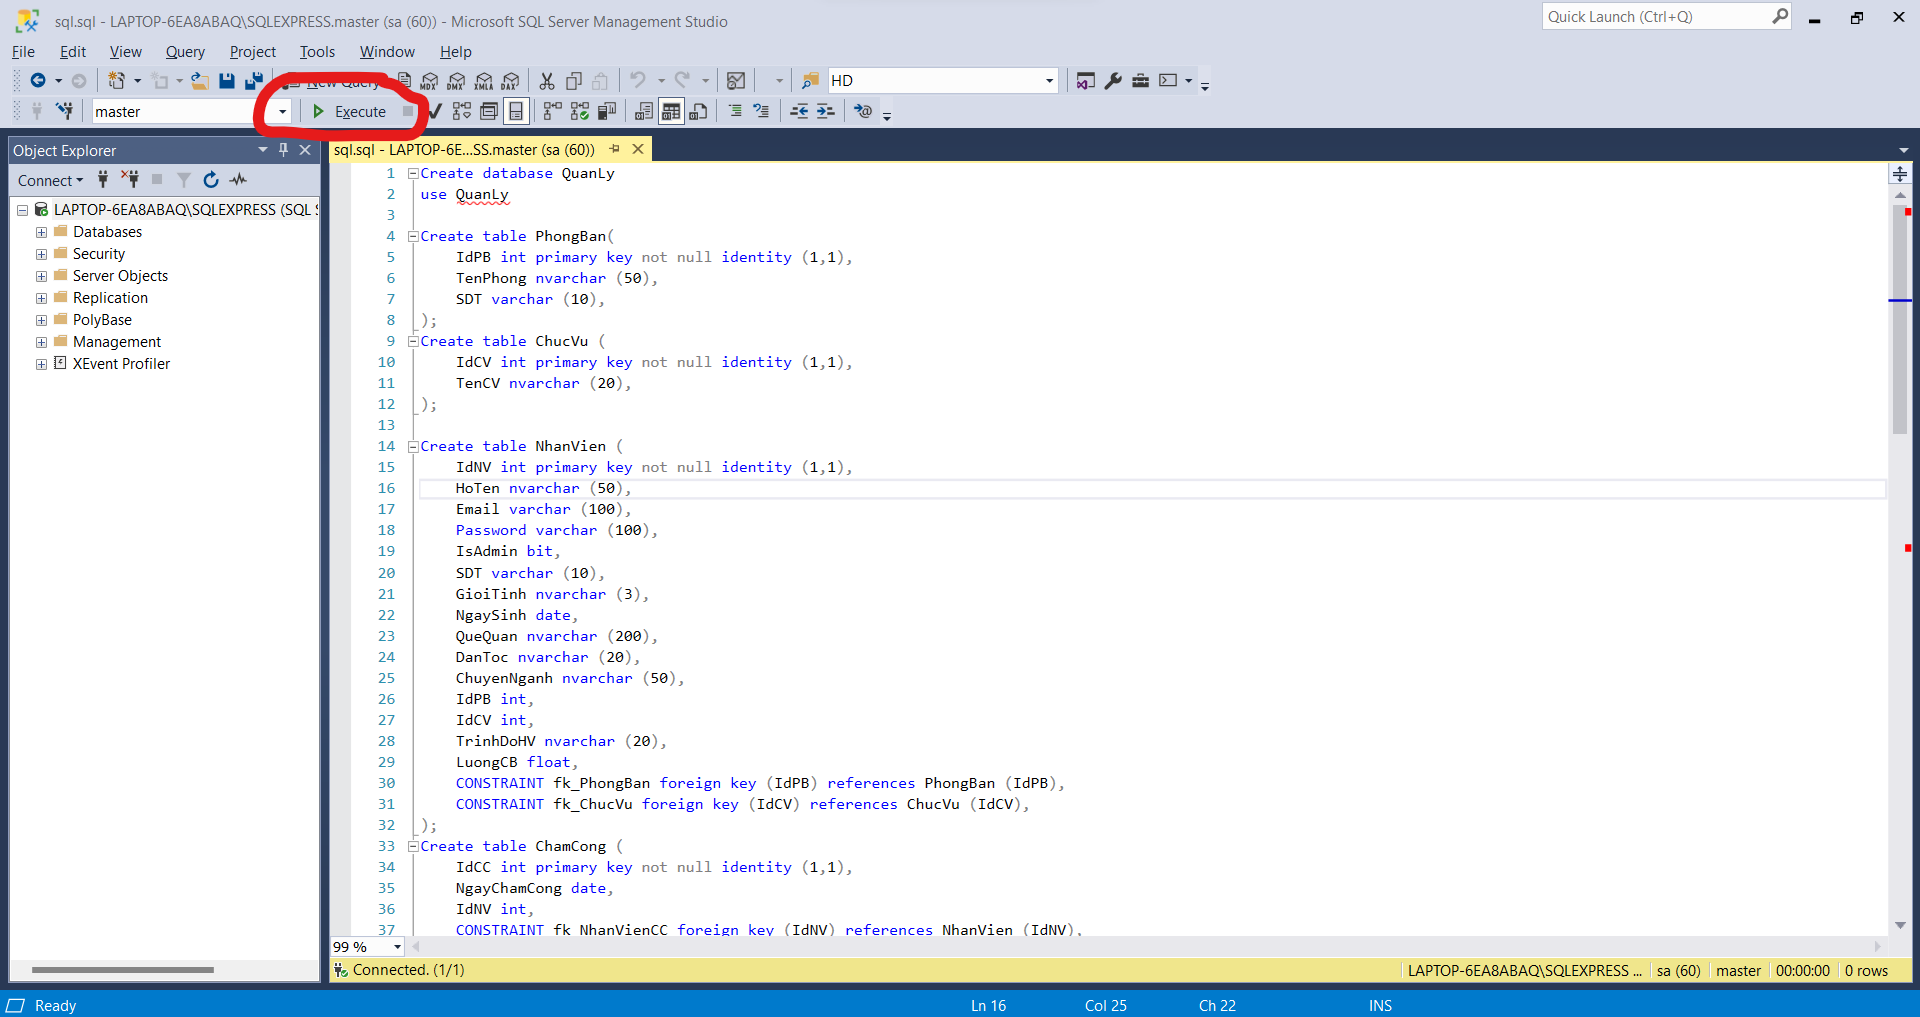 sql.sql - LAPTOP-6EA8ABAQ\SQLEXPRESS.master (sa (60)) - Microsoft SQL Server Management Studio
Quick Launch (Ctrl+Q)
File Edit View Query Project Tools Window Help
New Query MDX DMX XMLA DAX HD
master Execute
Object Explorer
sql.sql - LAPTOP-6E...SS.master (sa (60))
Connect
LAPTOP-6EA8ABAQ\SQLEXPRESS (SQL S
Databases
Security
Server Objects
Replication
PolyBase
Management
XEvent Profiler
1 Create database QuanLy
2 use QuanLy
3
4 Create table PhongBan(
5 IdPB int primary key not null identity (1,1),
6 TenPhong nvarchar (50),
7 SDT varchar (10),
8 );
9 Create table ChucVu (
10 IdCV int primary key not null identity (1,1),
11 TenCV nvarchar (20),
12 );
13
14 Create table NhanVien (
15 IdNV int primary key not null identity (1,1),
16 HoTen nvarchar (50),
17 Email varchar (100),
18 Password varchar (100),
19 IsAdmin bit,
20 SDT varchar (10),
21 GioiTinh nvarchar (3),
22 NgaySinh date,
23 QueQuan nvarchar (200),
24 DanToc nvarchar (20),
25 ChuyenNganh nvarchar (50),
26 IdPB int,
27 IdCV int,
28 TrinhDoHV nvarchar (20),
29 LuongCB float,
30 CONSTRAINT fk_PhongBan foreign key (IdPB) references PhongBan (IdPB),
31 CONSTRAINT fk_ChucVu foreign key (IdCV) references ChucVu (IdCV),
32 );
33 Create table ChamCong (
34 IdCC int primary key not null identity (1,1),
35 NgayChamCong date,
36 IdNV int,
37 CONSTRAINT fk_NhanVienCC foreign key (IdNV) references NhanVien (IdNV),
99 %
Connected. (1/1)
LAPTOP-6EA8ABAQ\SQLEXPRESS ... sa (60) master 00:00:00 0 rows
Ready Ln 16 Col 25 Ch 22 INS